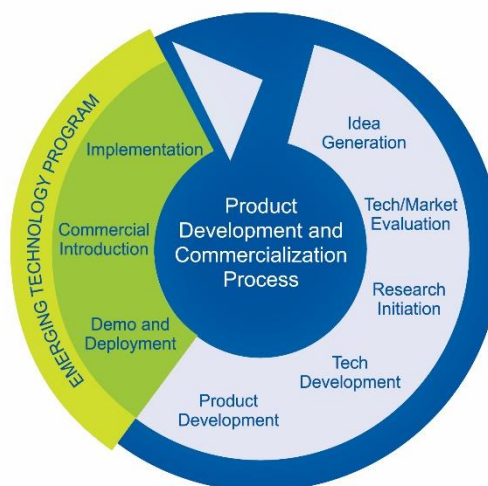 Product
Development and
Commercialization
Process
Idea
Generation
Tech/Market
Evaluation
Research
Initiation
Tech
Development
Product
Development
Demo and
Deployment
Commercial
Introduction
Implementation
EMERGING TECHNOLOGY PROGRAM